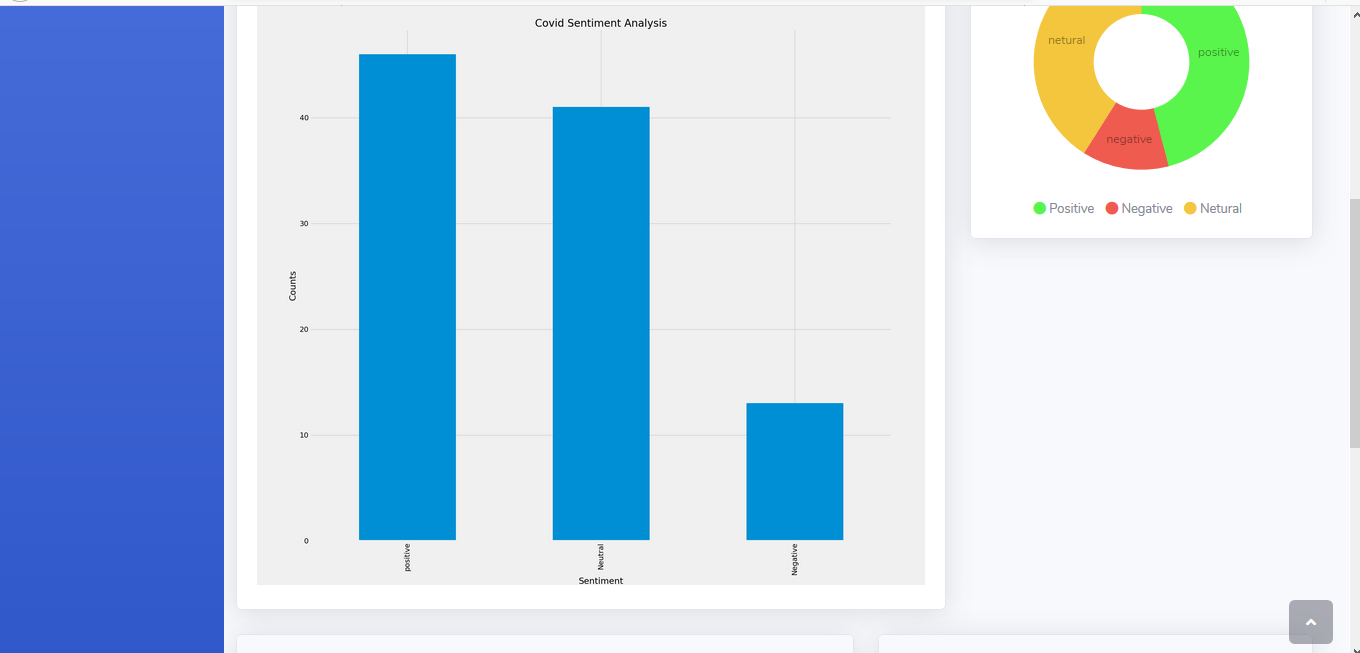 Covid Sentiment Analysis
40
30
20
10
0
Counts
positive
Neutral
Negative
Sentiment
netural
positive
negative
Positive Negative Netural